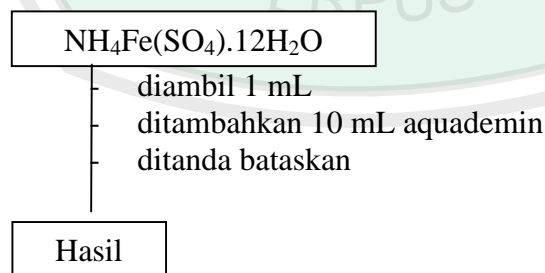 NH₄Fe(SO₄).12H₂O
- diambil 1 mL
- ditambahkan 10 mL aquademin
- ditanda bataskan
Hasil